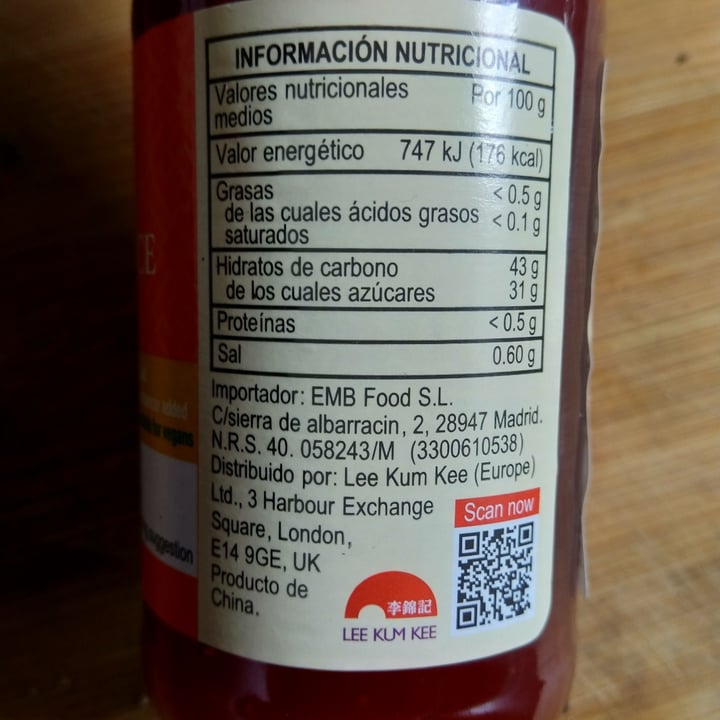 INFORMACIÓN NUTRICIONAL
Valores nutricionales Por 100 g
medios
Valor energético 747 kJ (176 kcal)
Grasas < 0.5 g
de las cuales ácidos grasos < 0.1 g
saturados
Hidratos de carbono 43 g
de los cuales azúcares 31 g
Proteínas < 0.5 g
Sal 0.60 g
Importador: EMB Food S.L.
C/sierra de albarracin, 2, 28947 Madrid.
N.R.S. 40. 058243/M (3300610538)
Distribuido por: Lee Kum Kee (Europe)
Ltd., 3 Harbour Exchange
Square, London,
E14 9GE, UK
Producto de
China.
Scan now
李錦記
LEE KUM KEE
added
for vegans